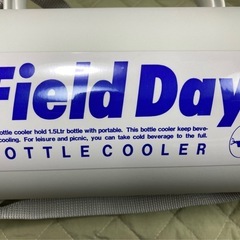 Field Day
ottle cooler hold 1.5Ltr bottle with portable. This bottle cooler keep beve-
cooling. For leisure and picnic, you can take cold beverage to the full.
OTTLE COOLER